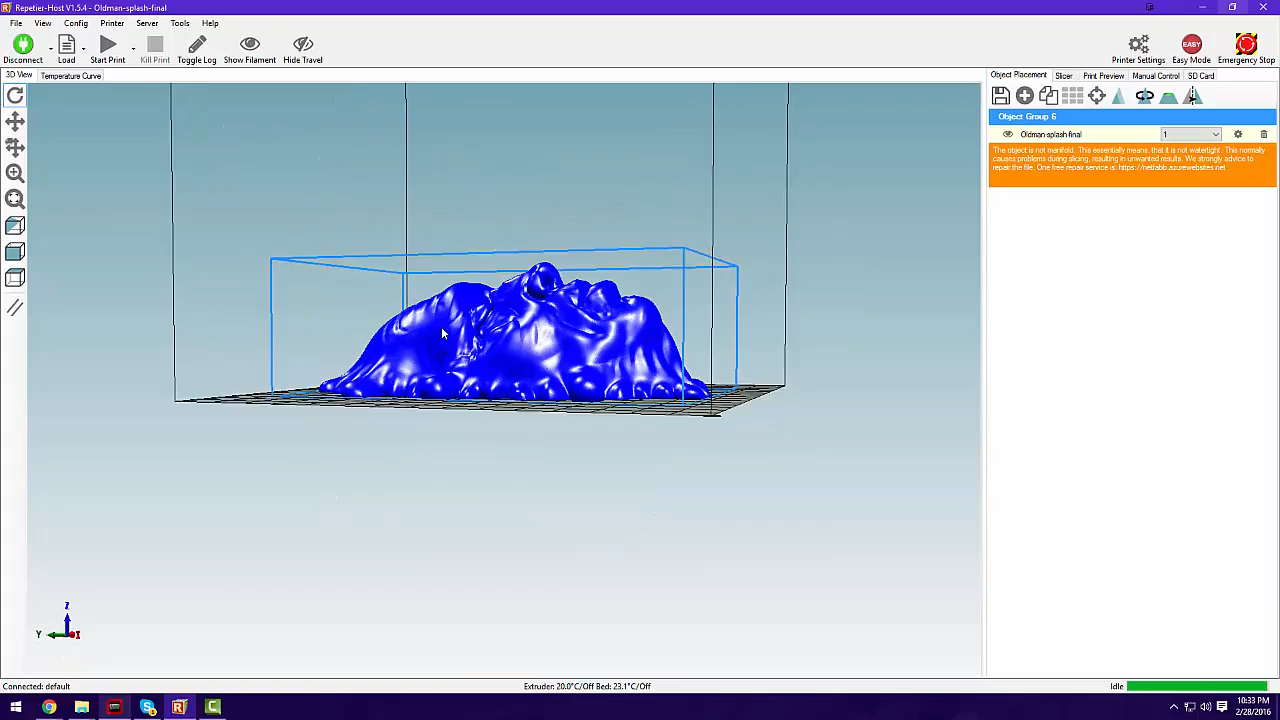 Repetier-Host V1.5.4 - Oldman-splash-final
File View Config Printer Server Tools Help
Disconnect Load Start Print Kill Print Toggle Log Show Filament Hide Travel Printer Settings Easy Mode Emergency Stop
EASY
3D View Temperature Curve
Object Placement Slicer Print Preview Manual Control SD Card
Object Group 6
Oldman-splash-final 1
The object is not manifold. This essentially means, that it is not watertight. This normally
causes problems during slicing, resulting in unwanted results. We strongly advice to
repair the file. One free repair service is: https://netfabb.azurewebsites.net
Z
Y
Connected: default Extruder: 20.0°C/Off Bed: 23.1°C/Off Idle
10:33 PM
2/28/2016